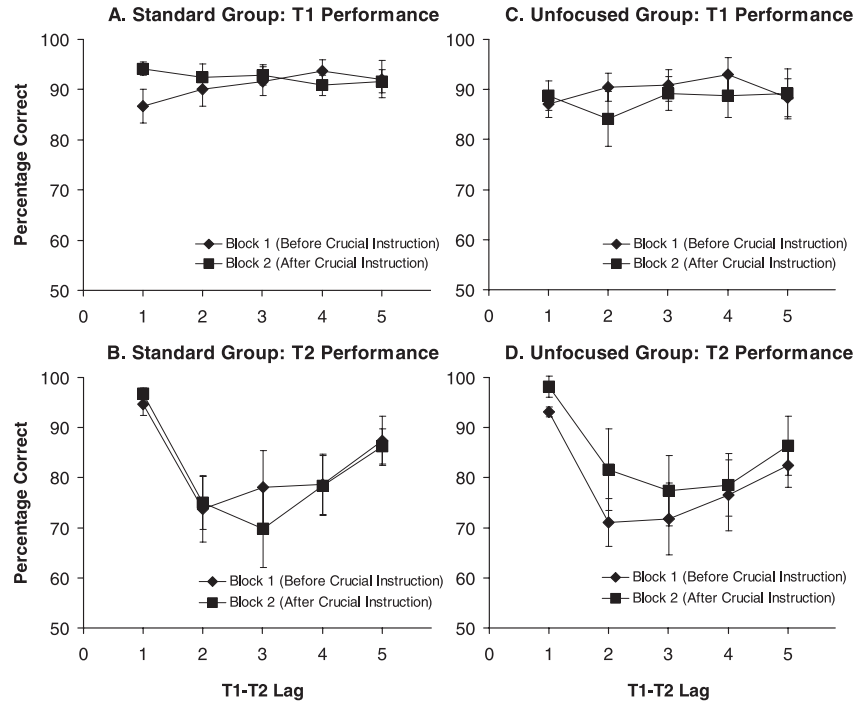 A. Standard Group: T1 Performance
100
90
80
70
60
50
0 1 2 3 4 5
Percentage Correct
Block 1 (Before Crucial Instruction)
Block 2 (After Crucial Instruction)
C. Unfocused Group: T1 Performance
100
90
80
70
60
50
0 1 2 3 4 5
Block 1 (Before Crucial Instruction)
Block 2 (After Crucial Instruction)
B. Standard Group: T2 Performance
100
90
80
70
60
50
0 1 2 3 4 5
Percentage Correct
T1-T2 Lag
Block 1 (Before Crucial Instruction)
Block 2 (After Crucial Instruction)
D. Unfocused Group: T2 Performance
100
90
80
70
60
50
0 1 2 3 4 5
T1-T2 Lag
Block 1 (Before Crucial Instruction)
Block 2 (After Crucial Instruction)